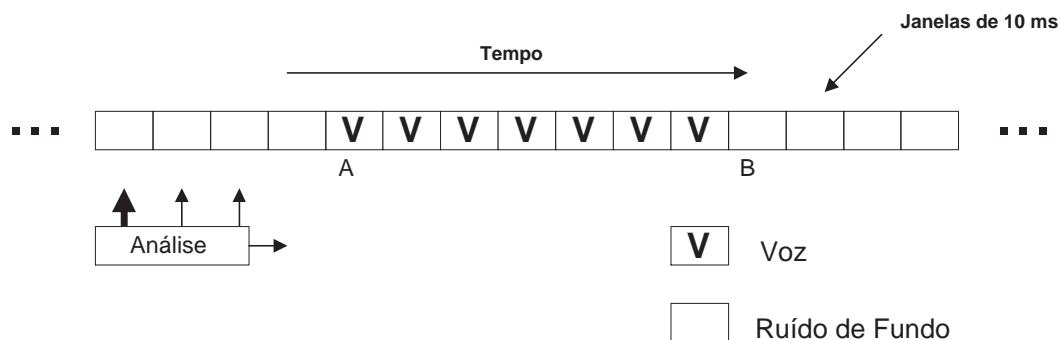 Janelas de 10 ms
Tempo
... V V V V V V V ...
A B
Análise
V Voz
Ruído de Fundo